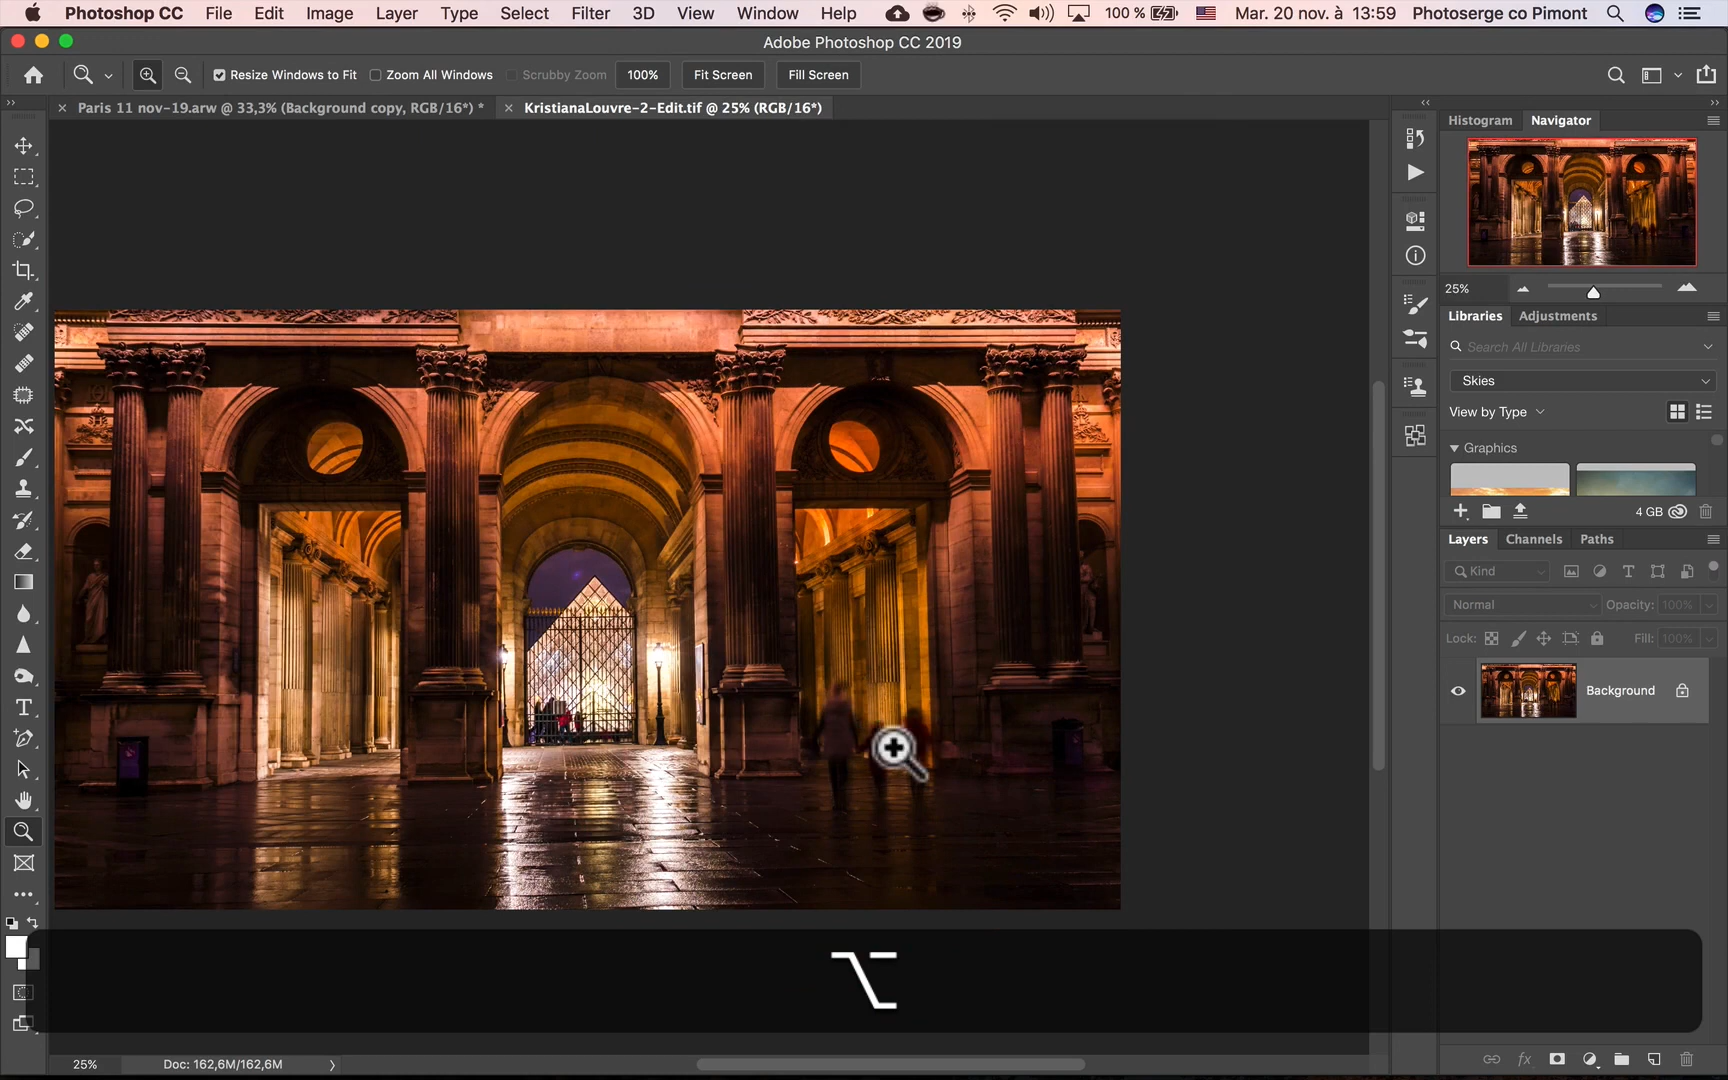 Photoshop CC File Edit Image Layer Type Select Filter 3D View Window Help 100 % Mar. 20 nov. à 13:59 Photoserge co Pimont
Adobe Photoshop CC 2019
Resize Windows to Fit Zoom All Windows Scrubby Zoom 100% Fit Screen Fill Screen
Paris 11 nov-19.arw @ 33,3% (Background copy, RGB/16*) * KristianaLouvre-2-Edit.tif @ 25% (RGB/16*)
Histogram Navigator
25%
Libraries Adjustments
Search All Libraries
Skies
View by Type
Graphics
4 GB
Layers Channels Paths
Kind
Normal Opacity: 100%
Lock: Fill: 100%
Background
25% Doc: 162,6M/162,6M